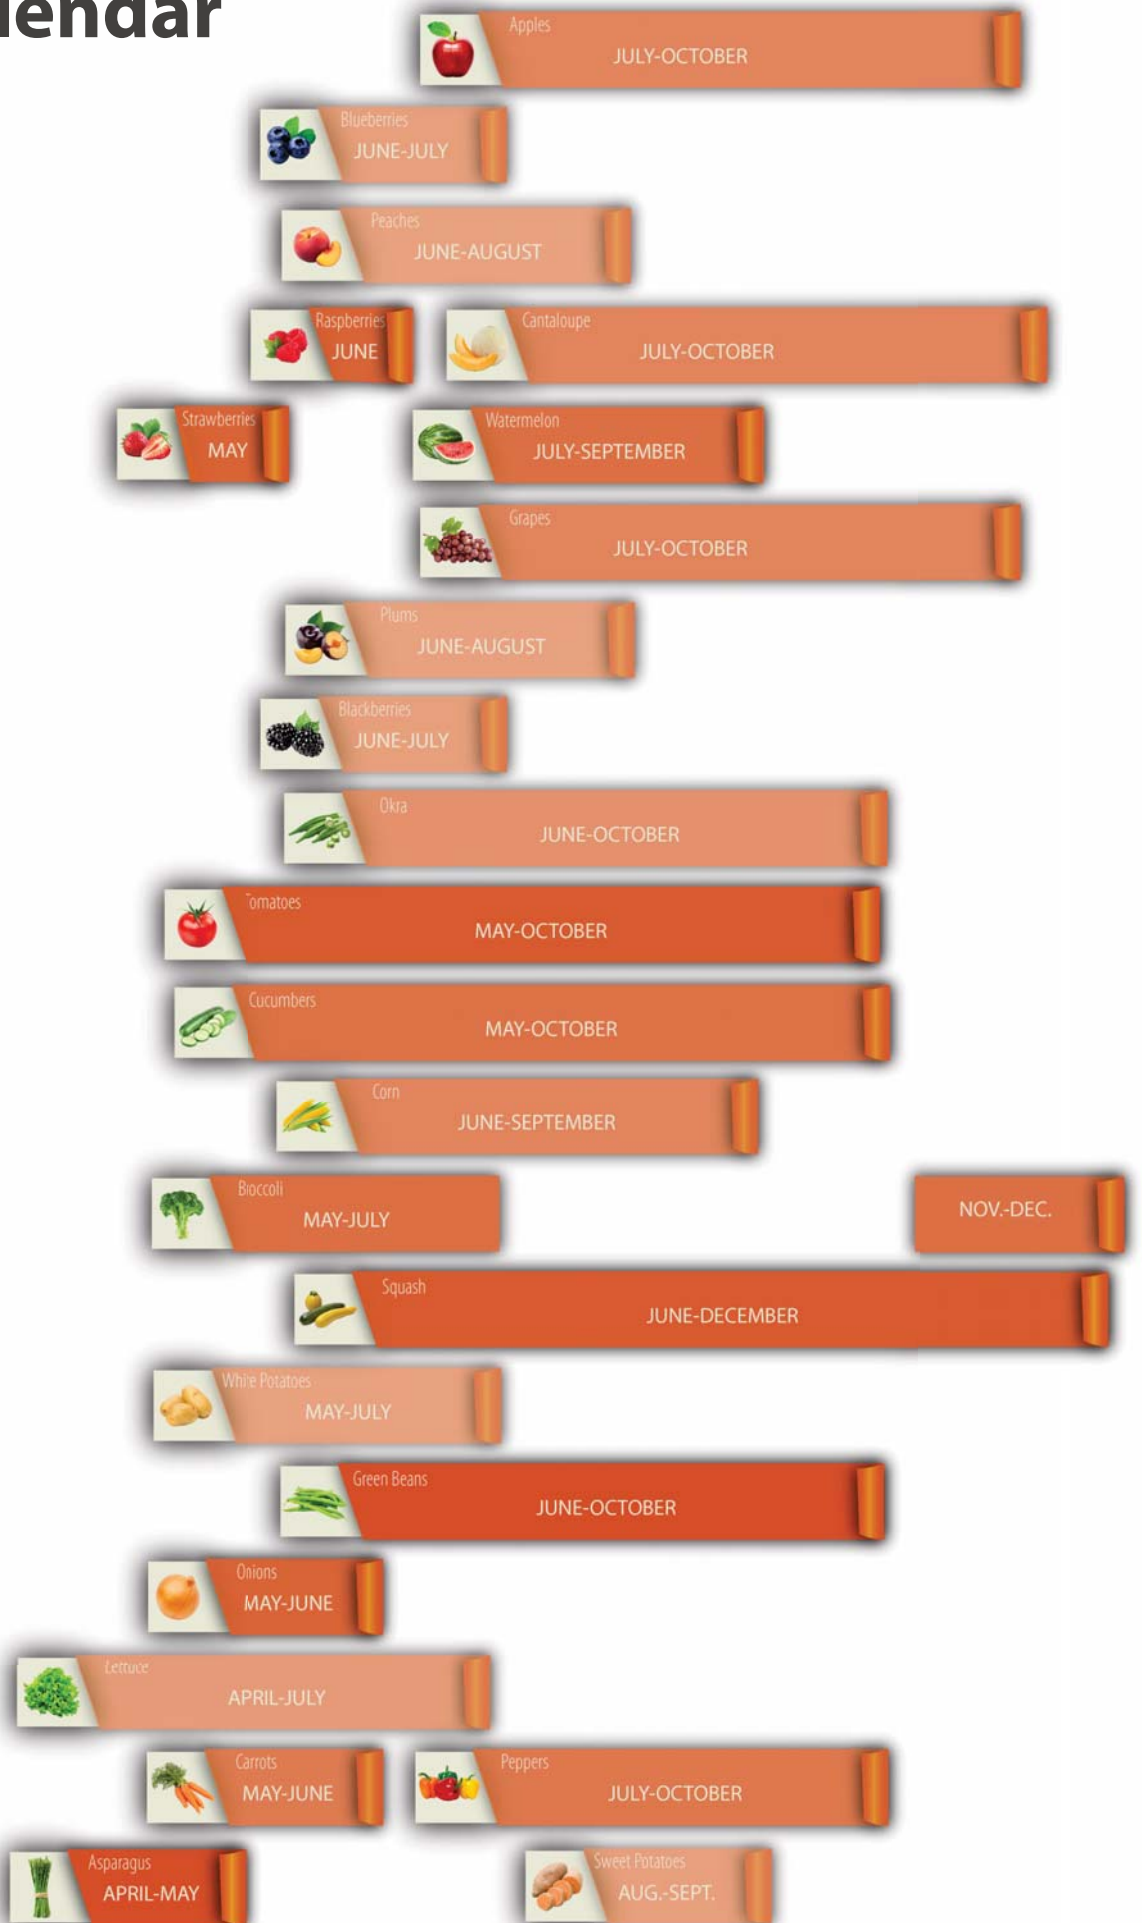 lendar
Apples
JULY-OCTOBER
Blueberries
JUNE-JULY
Peaches
JUNE-AUGUST
Raspberries
JUNE
Cantaloupe
JULY-OCTOBER
Strawberries
MAY
Watermelon
JULY-SEPTEMBER
Grapes
JULY-OCTOBER
Plums
JUNE-AUGUST
Blackberries
JUNE-JULY
Okra
JUNE-OCTOBER
Tomatoes
MAY-OCTOBER
Cucumbers
MAY-OCTOBER
Corn
JUNE-SEPTEMBER
Broccoli
MAY-JULY
NOV.-DEC.
Squash
JUNE-DECEMBER
White Potatoes
MAY-JULY
Green Beans
JUNE-OCTOBER
Onions
MAY-JUNE
Lettuce
APRIL-JULY
Carrots
MAY-JUNE
Peppers
JULY-OCTOBER
Asparagus
APRIL-MAY
Sweet Potatoes
AUG.-SEPT.